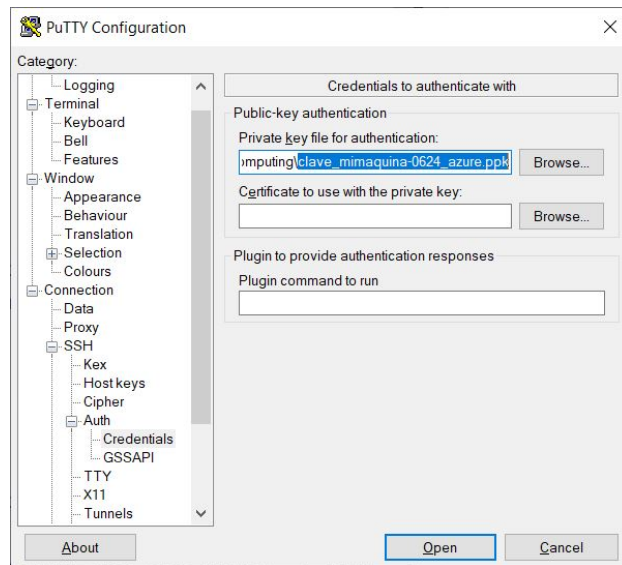 PuTTY Configuration
Category:
Logging
Terminal
Keyboard
Bell
Features
Window
Appearance
Behaviour
Translation
Selection
Colours
Connection
Data
Proxy
SSH
Kex
Host keys
Cipher
Auth
Credentials
GSSAPI
TTY
X11
Tunnels
Credentials to authenticate with
Public-key authentication
Private key file for authentication:
omputing\clave_mimaquina-0624_azure.ppk
Browse...
Certificate to use with the private key:
Browse...
Plugin to provide authentication responses
Plugin command to run
About
Open
Cancel